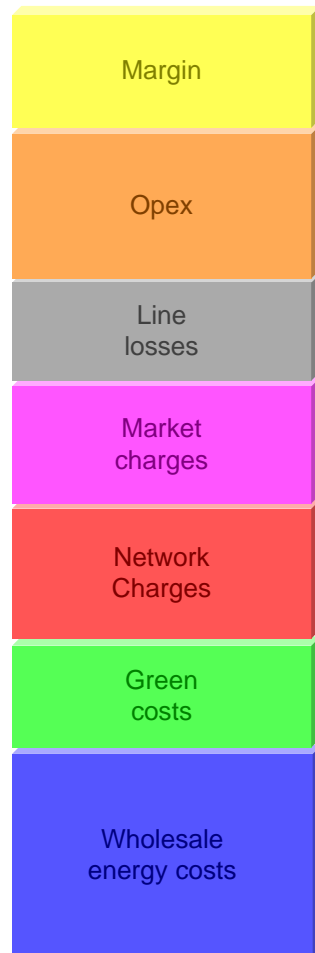 Margin
Opex
Line
losses
Market
charges
Network
Charges
Green
costs
Wholesale
energy costs